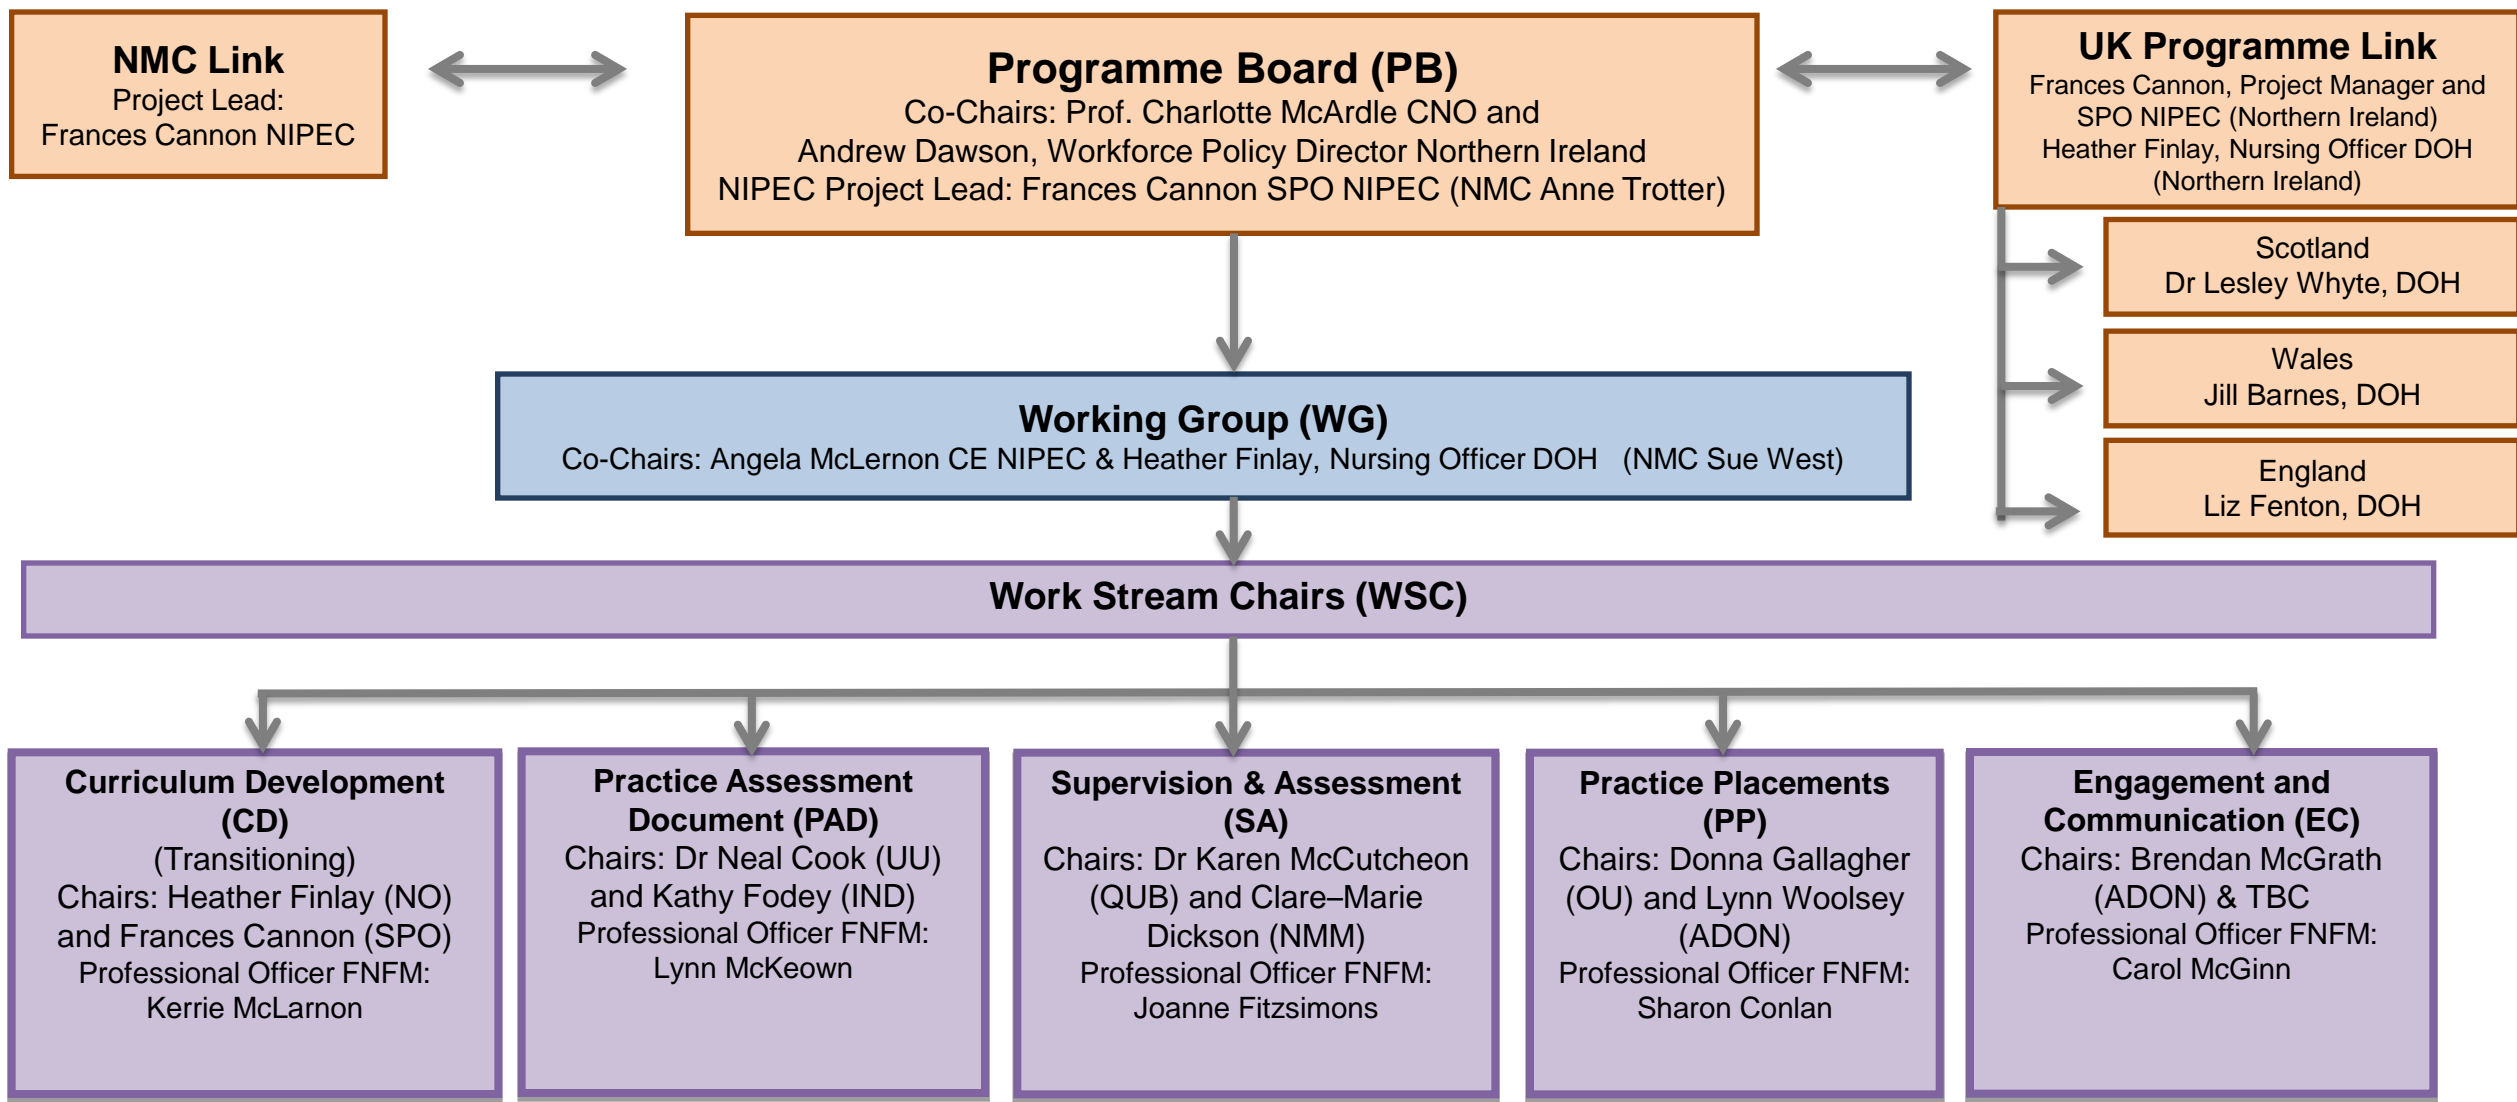 NMC Link
Project Lead:
Frances Cannon NIPEC
Programme Board (PB)
Co-Chairs: Prof. Charlotte McArdle CNO and
Andrew Dawson, Workforce Policy Director Northern Ireland
NIPEC Project Lead: Frances Cannon SPO NIPEC (NMC Anne Trotter)
UK Programme Link
Frances Cannon, Project Manager and
SPO NIPEC (Northern Ireland)
Heather Finlay, Nursing Officer DOH
(Northern Ireland)
Scotland
Dr Lesley Whyte, DOH
Wales
Jill Barnes, DOH
England
Liz Fenton, DOH
Working Group (WG)
Co-Chairs: Angela McLernon CE NIPEC & Heather Finlay, Nursing Officer DOH (NMC Sue West)
Work Stream Chairs (WSC)
Curriculum Development
(CD)
(Transitioning)
Chairs: Heather Finlay (NO)
and Frances Cannon (SPO)
Professional Officer FNFM:
Kerrie McLarnon
Practice Assessment
Document (PAD)
Chairs: Dr Neal Cook (UU)
and Kathy Fodey (IND)
Professional Officer FNFM:
Lynn McKeown
Supervision & Assessment
(SA)
Chairs: Dr Karen McCutcheon
(QUB) and Clare–Marie
Dickson (NMM)
Professional Officer FNFM:
Joanne Fitzsimons
Practice Placements
(PP)
Chairs: Donna Gallagher
(OU) and Lynn Woolsey
(ADON)
Professional Officer FNFM:
Sharon Conlan
Engagement and
Communication (EC)
Chairs: Brendan McGrath
(ADON) & TBC
Professional Officer FNFM:
Carol McGinn